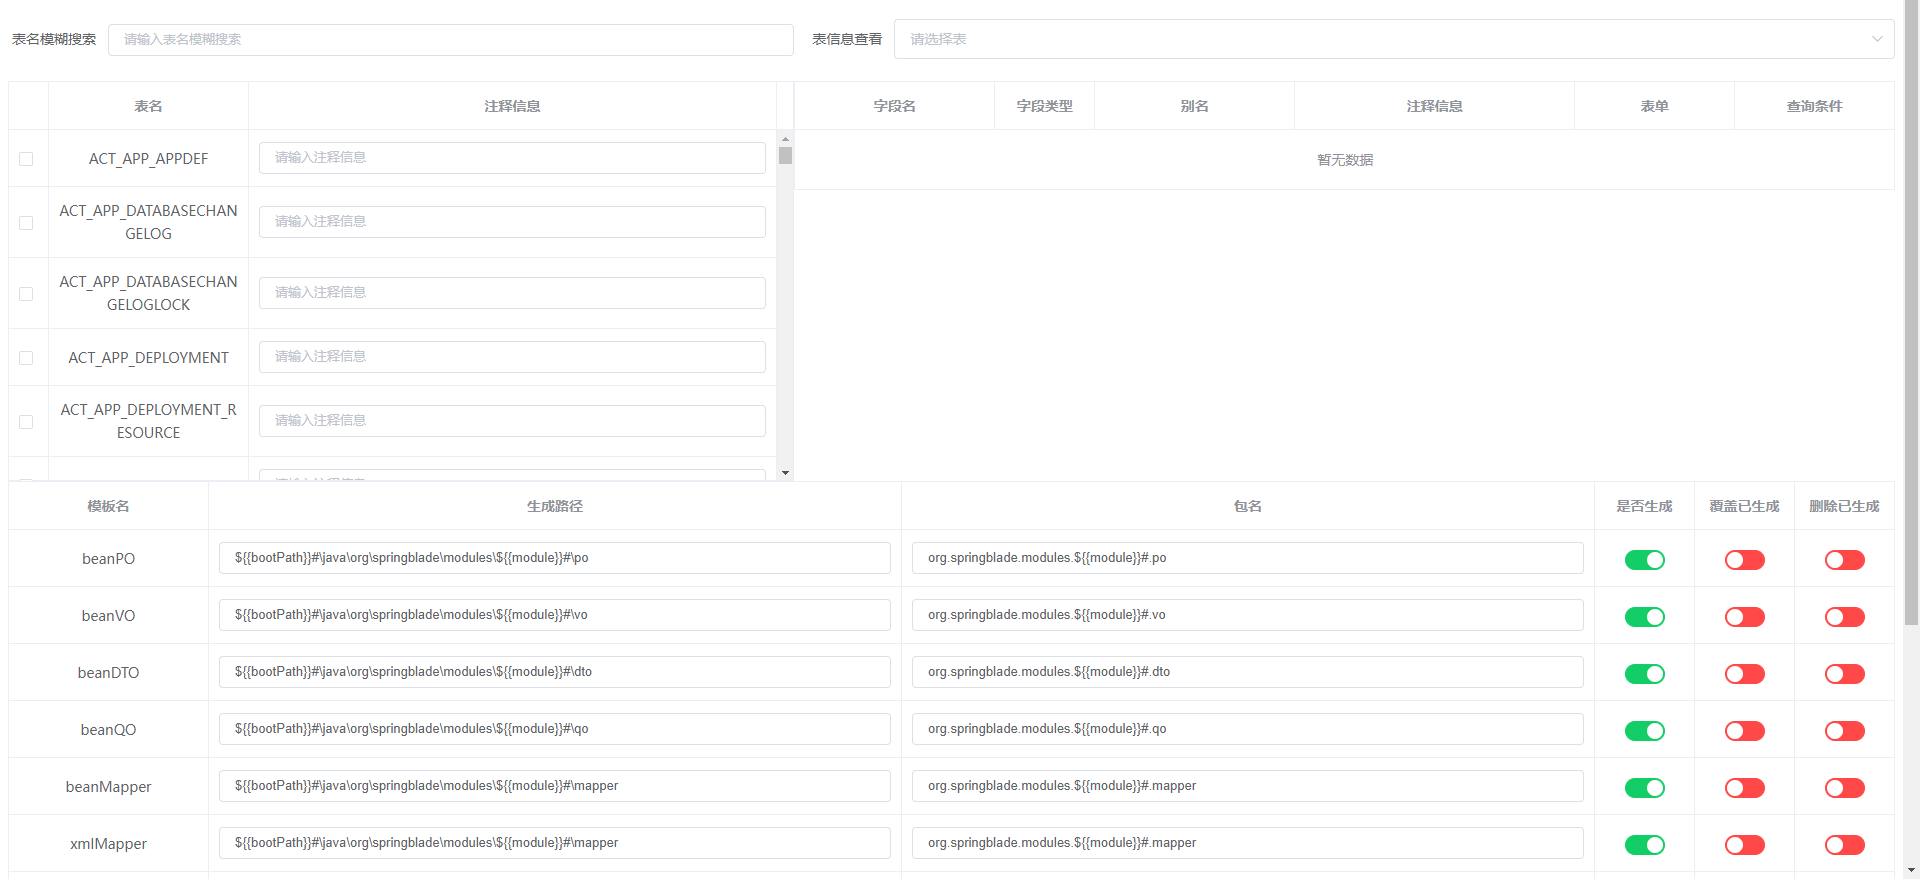 表名模糊搜索 请输入表名模糊搜索 表信息查看 请选择表
表名 注释信息 字段名 字段类型 别名 注释信息 表单 查询条件
ACT_APP_APPDEF 请输入注释信息 暂无数据
ACT_APP_DATABASECHAN
GELOG 请输入注释信息
ACT_APP_DATABASECHAN
GELOGLOCK 请输入注释信息
ACT_APP_DEPLOYMENT 请输入注释信息
ACT_APP_DEPLOYMENT_R
ESOURCE 请输入注释信息
模板名 生成路径 包名 是否生成 覆盖已生成 删除已生成
beanPO ${{bootPath}}#\java\org\springblade\modules\${{module}}#\po org.springblade.modules.${{module}}#.po
beanVO ${{bootPath}}#\java\org\springblade\modules\${{module}}#\vo org.springblade.modules.${{module}}#.vo
beanDTO ${{bootPath}}#\java\org\springblade\modules\${{module}}#\dto org.springblade.modules.${{module}}#.dto
beanQO ${{bootPath}}#\java\org\springblade\modules\${{module}}#\qo org.springblade.modules.${{module}}#.qo
beanMapper ${{bootPath}}#\java\org\springblade\modules\${{module}}#\mapper org.springblade.modules.${{module}}#.mapper
xmlMapper ${{bootPath}}#\java\org\springblade\modules\${{module}}#\mapper org.springblade.modules.${{module}}#.mapper